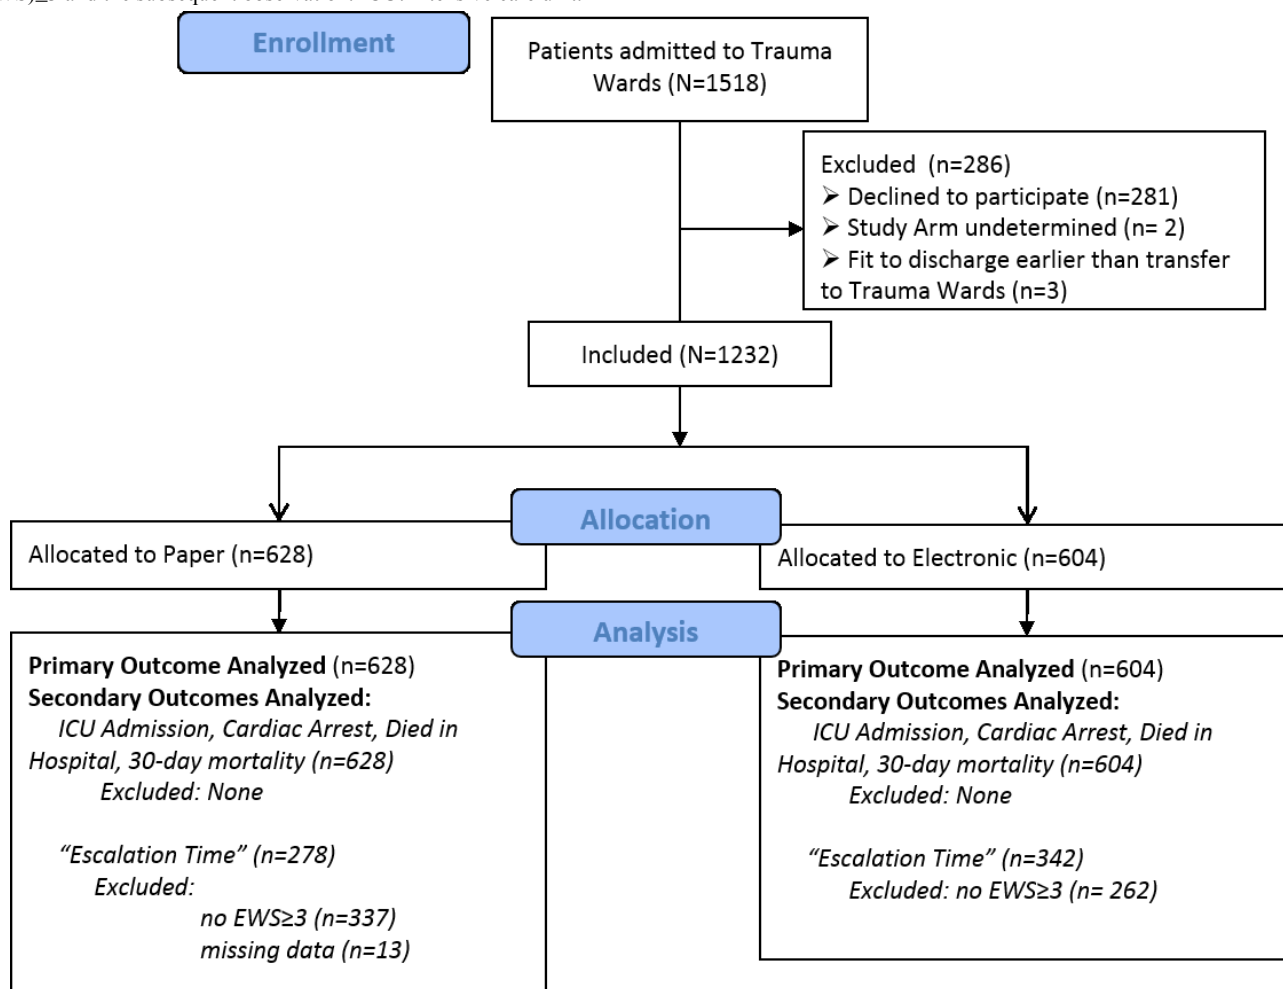 Enrollment
Patients admitted to Trauma
Wards (N=1518)
Excluded (n=286)
➢ Declined to participate (n=281)
➢ Study Arm undetermined (n= 2)
➢ Fit to discharge earlier than transfer
to Trauma Wards (n=3)
Included (N=1232)
Allocation
Allocated to Paper (n=628)
Allocated to Electronic (n=604)
Analysis
Primary Outcome Analyzed (n=628)
Secondary Outcomes Analyzed:
ICU Admission, Cardiac Arrest, Died in
Hospital, 30-day mortality (n=628)
Excluded: None
“Escalation Time” (n=278)
Excluded:
no EWS≥3 (n=337)
missing data (n=13)
Primary Outcome Analyzed (n=604)
Secondary Outcomes Analyzed:
ICU Admission, Cardiac Arrest, Died in
Hospital, 30-day mortality (n=604)
Excluded: None
“Escalation Time” (n=342)
Excluded: no EWS≥3 (n= 262)